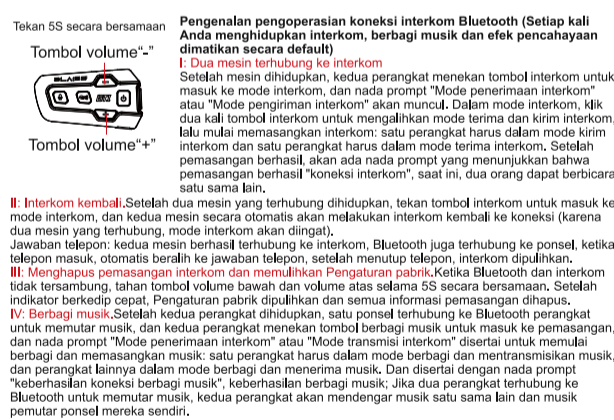 Tekan 5S secara bersamaan
Tombol volume“-”
Tombol volume“+”
Pengenalan pengoperasian koneksi interkom Bluetooth (Setiap kali
Anda menghidupkan interkom, berbagi musik dan efek pencahayaan
dimatikan secara default)
I: Dua mesin terhubung ke interkom
Setelah mesin dihidupkan, kedua perangkat menekan tombol interkom untuk
masuk ke mode interkom, dan nada prompt "Mode penerimaan interkom"
atau "Mode pengiriman interkom" akan muncul. Dalam mode interkom, klik
dua kali tombol interkom untuk mengalihkan mode terima dan kirim interkom,
lalu mulai memasangkan interkom: satu perangkat harus dalam mode kirim
interkom dan satu perangkat harus dalam mode terima interkom. Setelah
pemasangan berhasil, akan ada nada prompt yang menunjukkan bahwa
pemasangan berhasil "koneksi interkom", saat ini, dua orang dapat berbicara
satu sama lain.
II: Interkom kembali.Setelah dua mesin yang terhubung dihidupkan, tekan tombol interkom untuk masuk ke
mode interkom, dan kedua mesin secara otomatis akan melakukan interkom kembali ke koneksi (karena
dua mesin yang terhubung, mode interkom akan diingat).
Jawaban telepon: kedua mesin berhasil terhubung ke interkom, Bluetooth juga terhubung ke ponsel, ketika
telepon masuk, otomatis beralih ke jawaban telepon, setelah menutup telepon, interkom dipulihkan.
III: Menghapus pemasangan interkom dan memulihkan Pengaturan pabrik.Ketika Bluetooth dan interkom
tidak tersambung, tahan tombol volume bawah dan volume atas selama 5S secara bersamaan. Setelah
indikator berkedip cepat, Pengaturan pabrik dipulihkan dan semua informasi pemasangan dihapus.
IV: Berbagi musik.Setelah kedua perangkat dihidupkan, satu ponsel terhubung ke Bluetooth perangkat
untuk memutar musik, dan kedua perangkat menekan tombol berbagi musik untuk masuk ke pemasangan,
dan nada prompt "Mode penerimaan interkom" atau "Mode transmisi interkom" disertai untuk memulai
berbagi dan memasangkan musik: satu perangkat harus dalam mode berbagi dan mentransmisikan musik,
dan perangkat lainnya dalam mode berbagi dan menerima musik. Dan disertai dengan nada prompt
"keberhasilan koneksi berbagi musik", keberhasilan berbagi musik; Jika dua perangkat terhubung ke
Bluetooth untuk memutar musik, kedua perangkat akan mendengar musik satu sama lain dan musik
pemutar ponsel mereka sendiri.